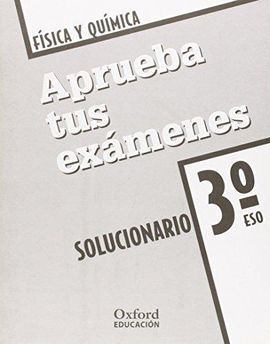 FÍSICA Y QUÍMICA
Aprueba
tus
exámenes
SOLUCIONARIO
3º
ESO
Oxford
EDUCACIÓN